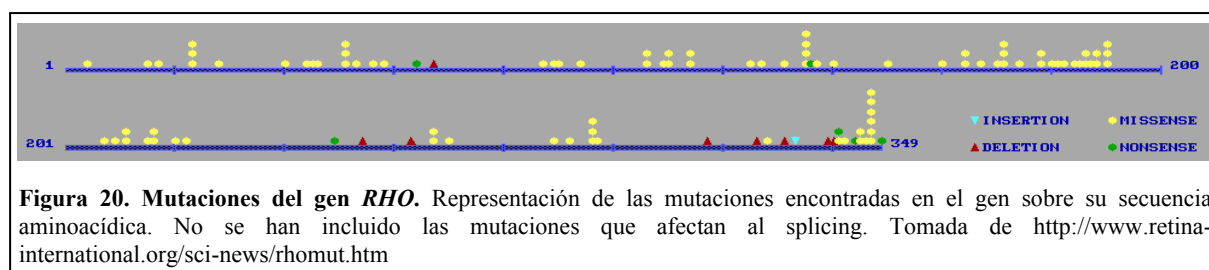 1 200
201 349
INSERTION MISSENSE
DELETION NONSENSE
Figura 20. Mutaciones del gen RHO. Representación de las mutaciones encontradas en el gen sobre su secuencia
aminoacídica. No se han incluido las mutaciones que afectan al splicing. Tomada de http://www.retina-
international.org/sci-news/rhomut.htm